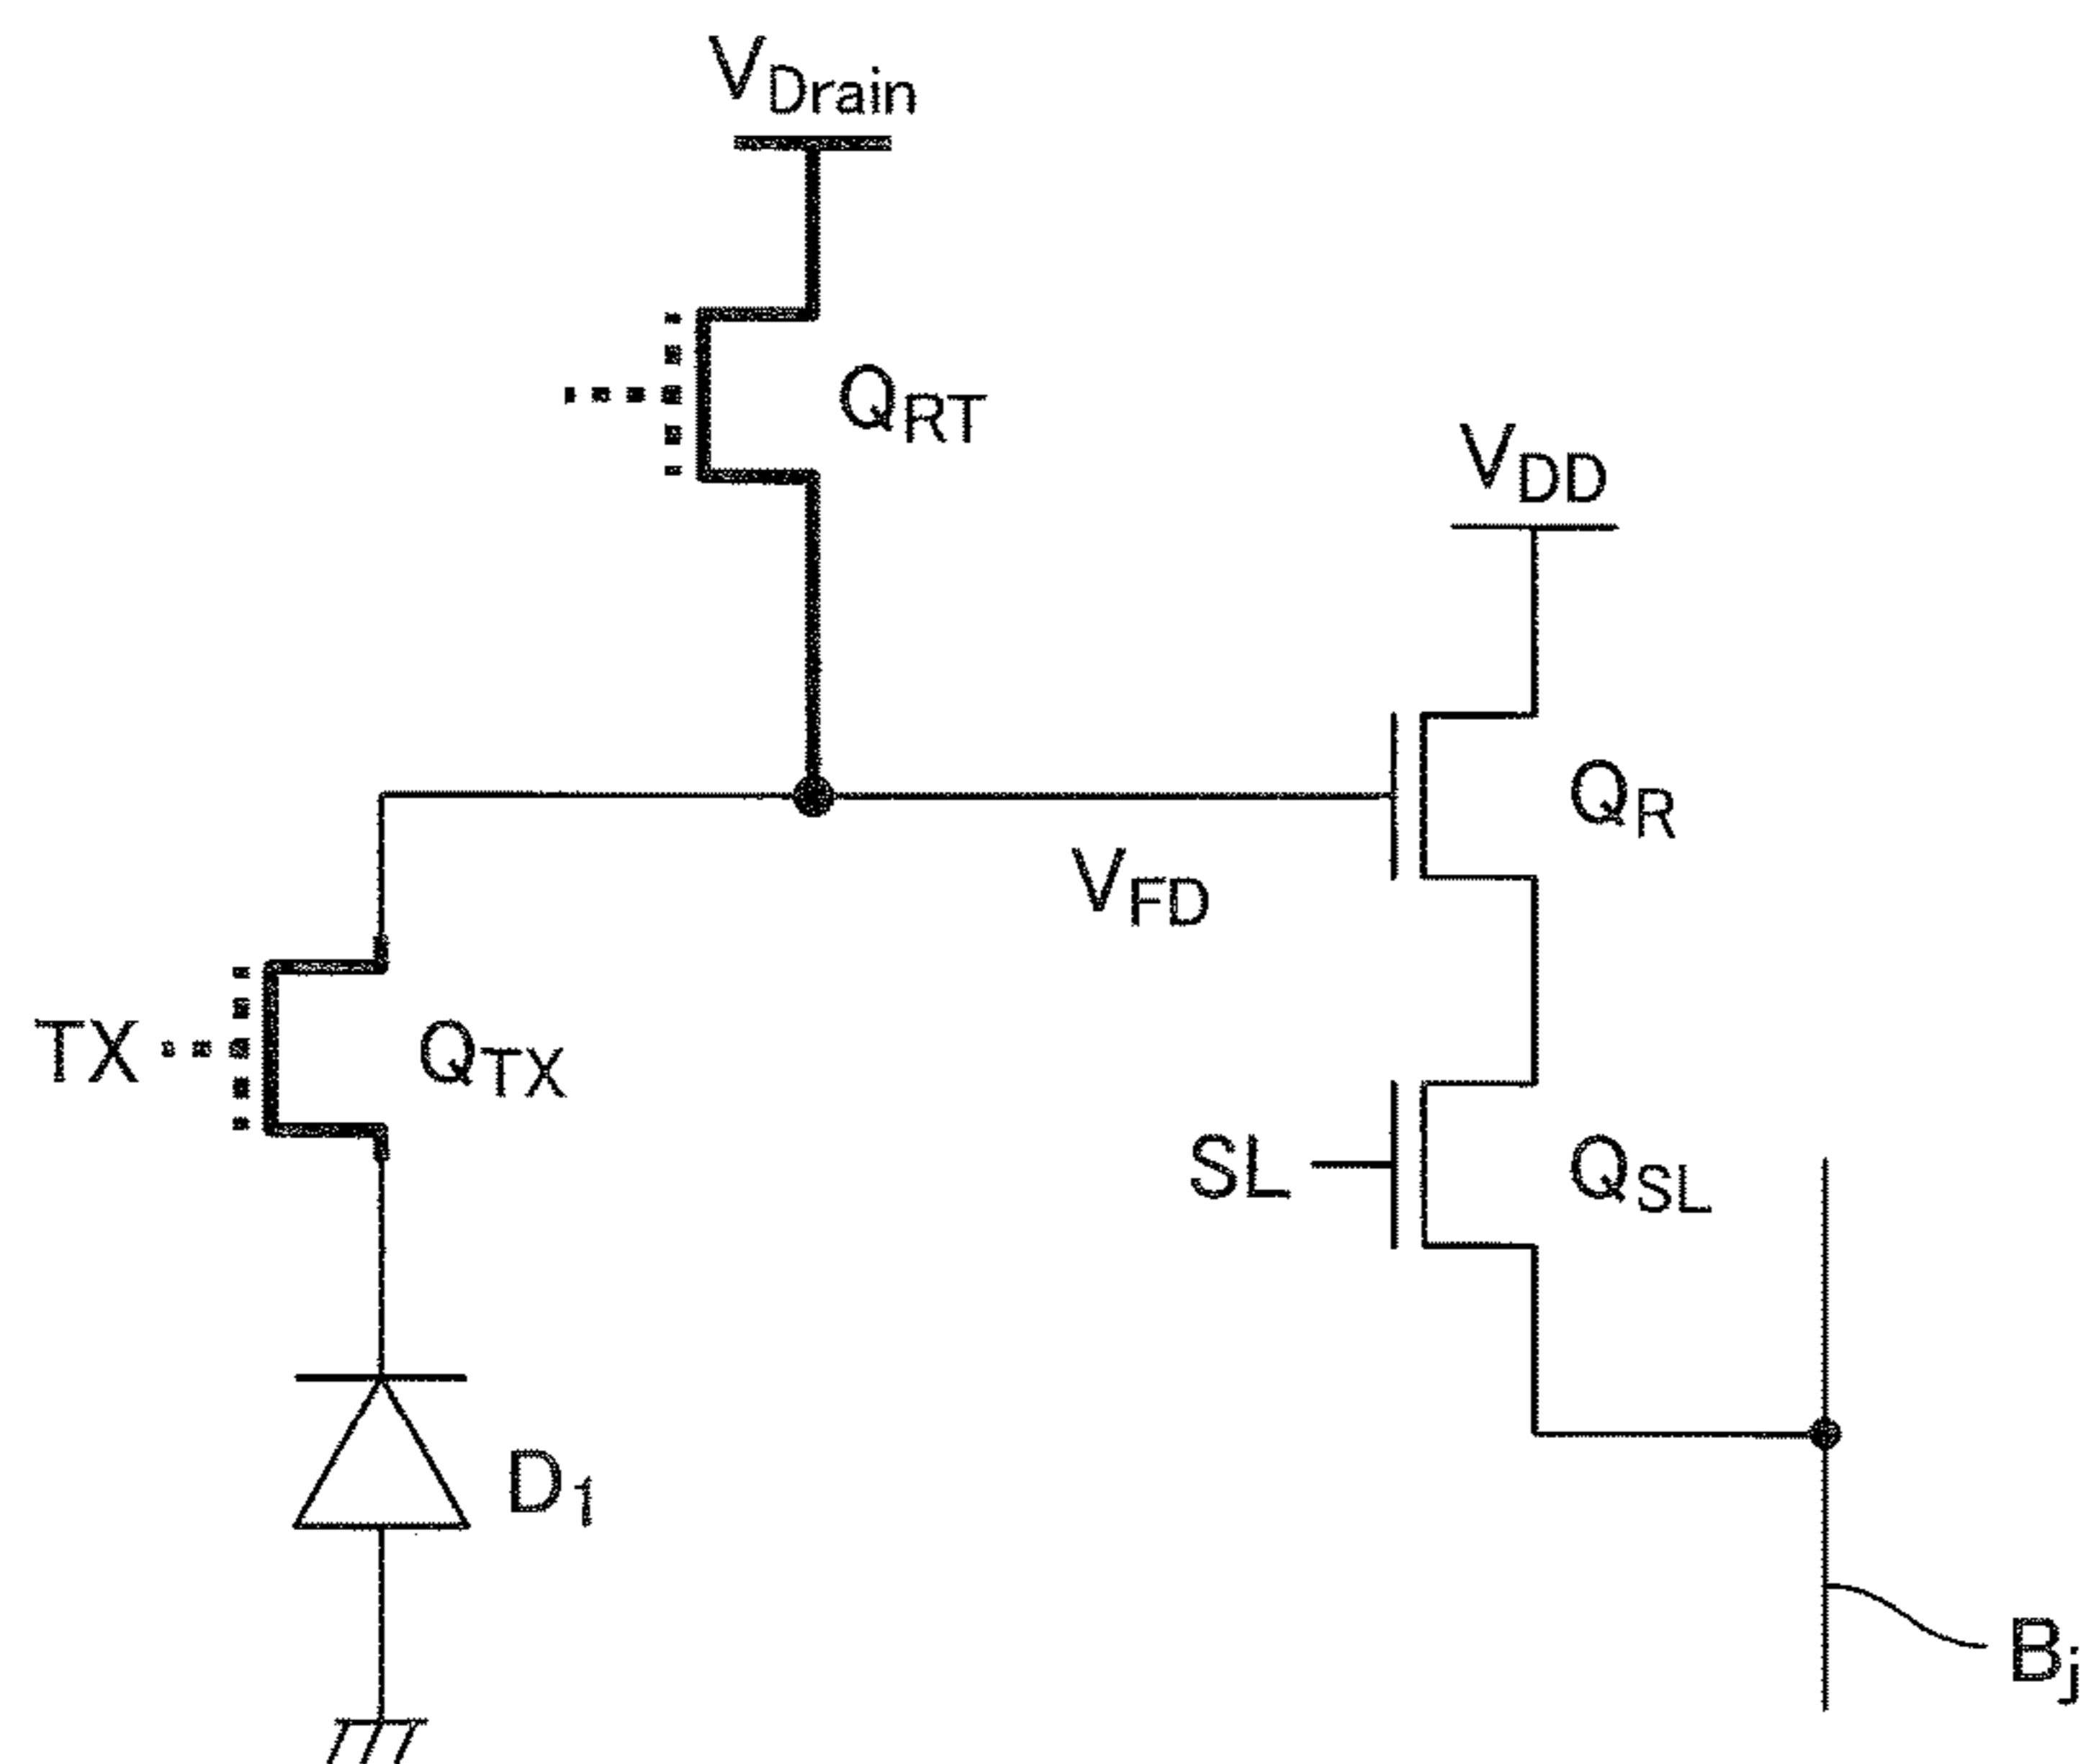 VDrain
QRT
VDD
QR
VFD
TX
QTX
SL
QSL
D1
Bj